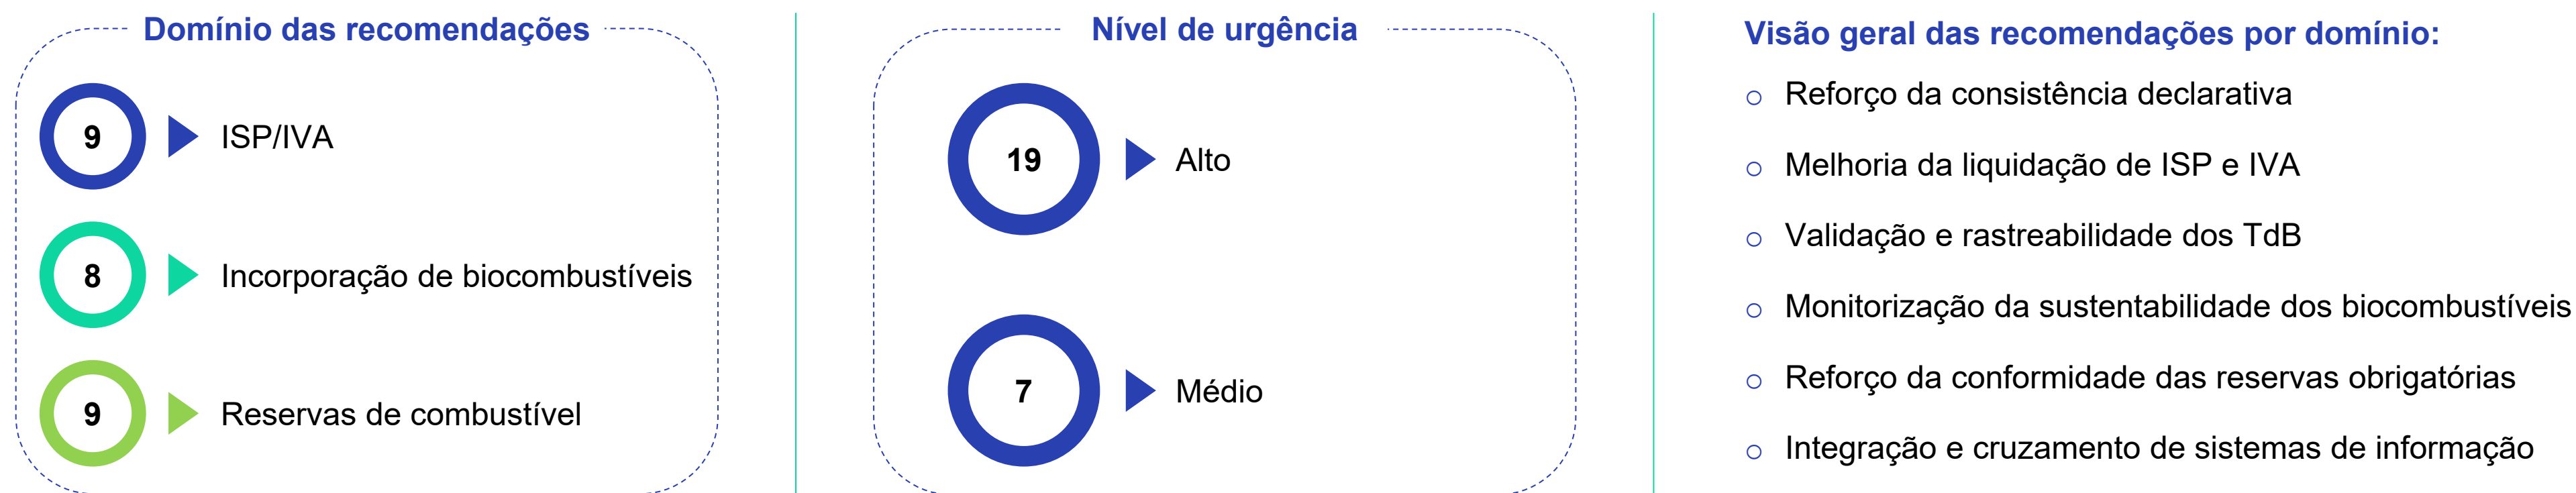 Domínio das recomendações
9
ISP/IVA
8
Incorporação de biocombustíveis
9
Reservas de combustível
Nível de urgência
19
Alto
7
Médio
Visão geral das recomendações por domínio:
Reforço da consistência declarativa
Melhoria da liquidação de ISP e IVA
Validação e rastreabilidade dos TdB
Monitorização da sustentabilidade dos biocombustíveis
Reforço da conformidade das reservas obrigatórias
Integração e cruzamento de sistemas de informação